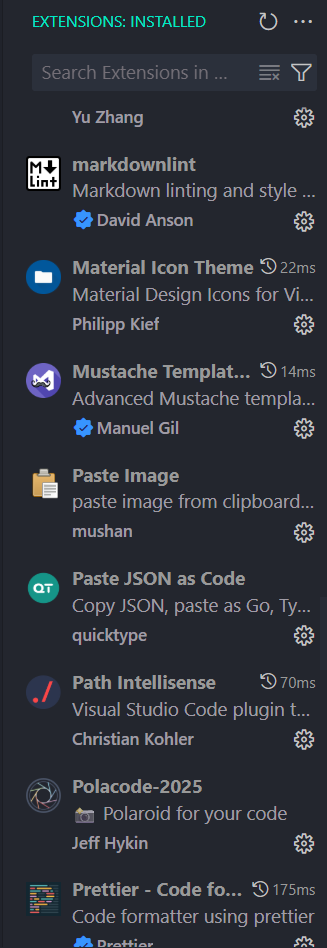 EXTENSIONS: INSTALLED
Search Extensions in ...
Yu Zhang
M
Lint
markdownlint
Markdown linting and style ...
David Anson
Material Icon Theme 22ms
Material Design Icons for Vi...
Philipp Kief
Mustache Templat... 14ms
Advanced Mustache templa...
Manuel Gil
Paste Image
paste image from clipboard...
mushan
QT
Paste JSON as Code
Copy JSON, paste as Go, Ty...
quicktype
Path Intellisense 70ms
Visual Studio Code plugin t...
Christian Kohler
Polacode-2025
📷 Polaroid for your code
Jeff Hykin
Prettier - Code fo... 175ms
Code formatter using prettier
Prettier